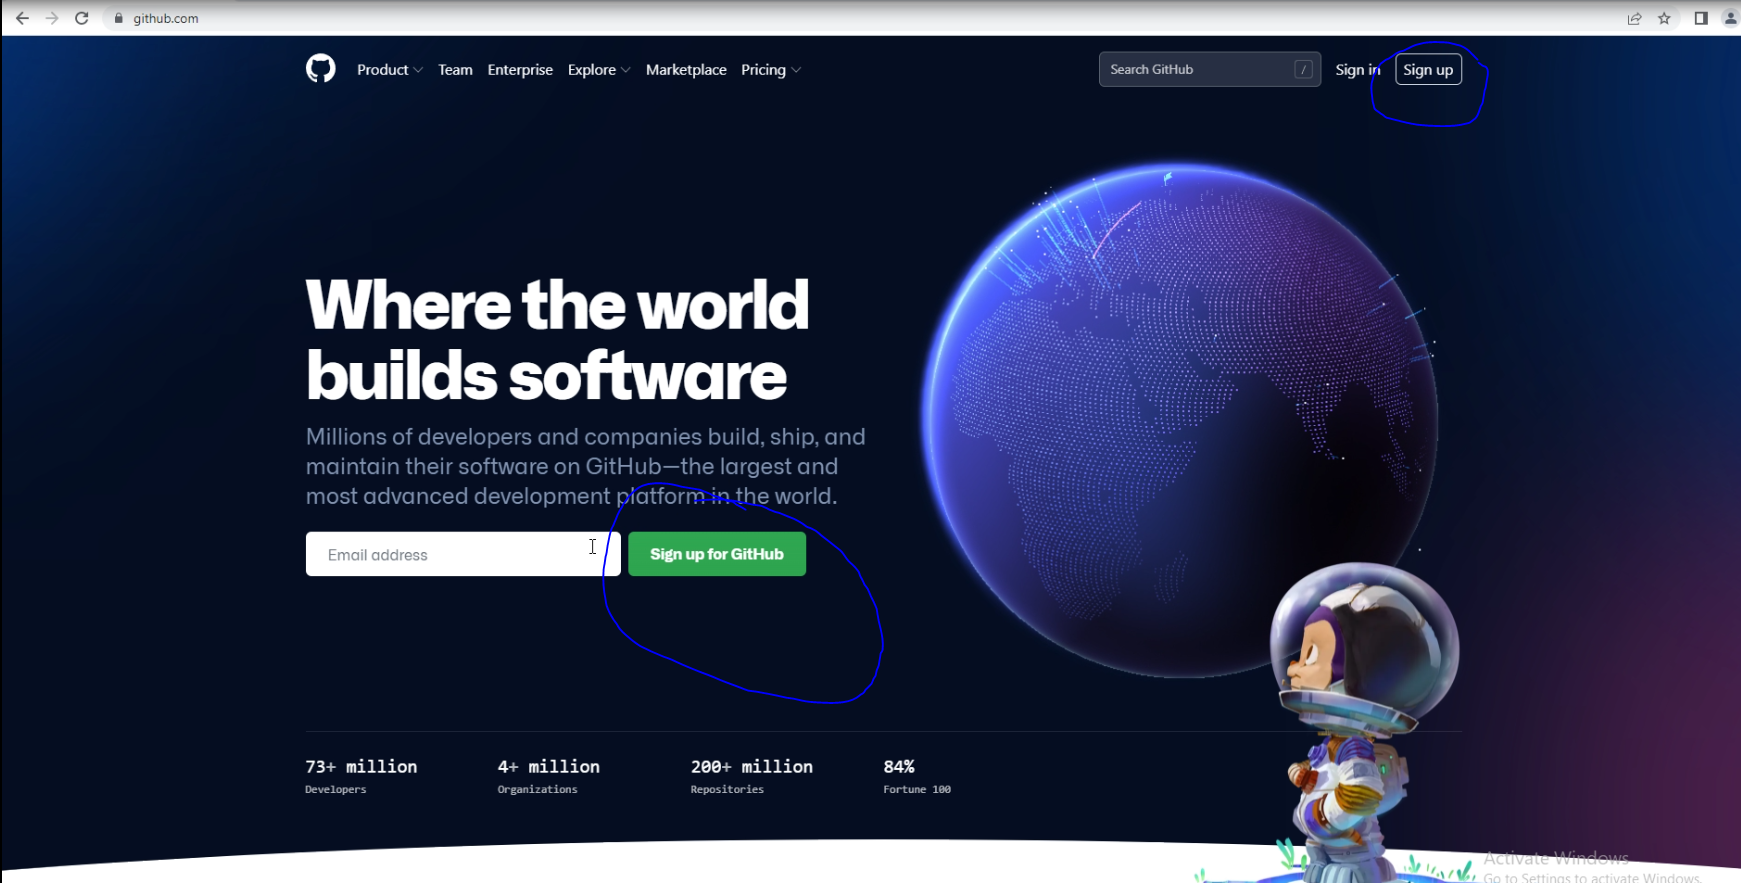 github.com
Product Team Enterprise Explore Marketplace Pricing Search GitHub / Sign in Sign up
Where the world
builds software
Millions of developers and companies build, ship, and
maintain their software on GitHub—the largest and
most advanced development platform in the world.
Email address Sign up for GitHub
73+ million 4+ million 200+ million 84%
Developers Organizations Repositories Fortune 100
Activate Windows
Go to Settings to activate Windows.